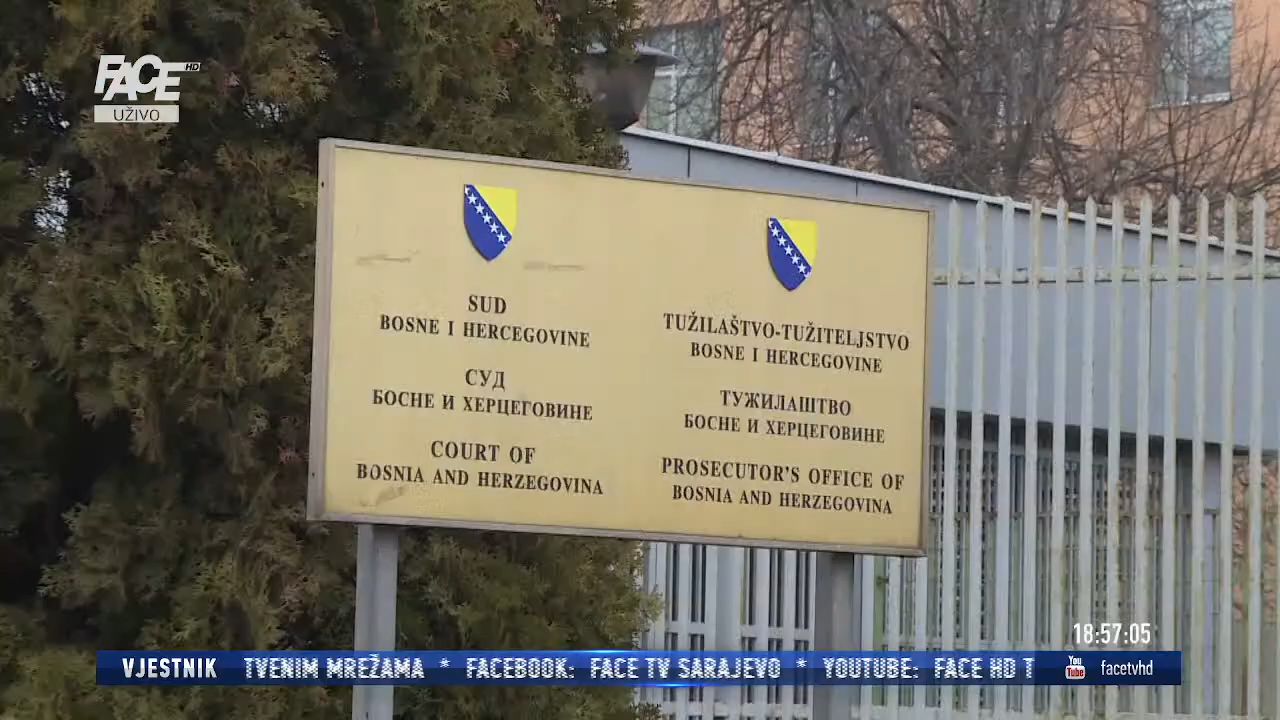 FACE HD
UŽIVO
SUD
BOSNE I HERCEGOVINE
СУД
БОСНЕ И ХЕРЦЕГОВИНЕ
COURT OF
BOSNIA AND HERZEGOVINA
TUŽILAŠTVO-TUŽITELJSTVO
BOSNE I HERCEGOVINE
ТУЖИЛАШТВО
БОСНЕ И ХЕРЦЕГОВИНЕ
PROSECUTOR'S OFFICE OF
BOSNIA AND HERZEGOVINA
18:57:05
VJESTNIK TVENIM MREŽAMA * FACEBOOK: FACE TV SARAJEVO * YOUTUBE: FACE HD T You Tube facetvhd